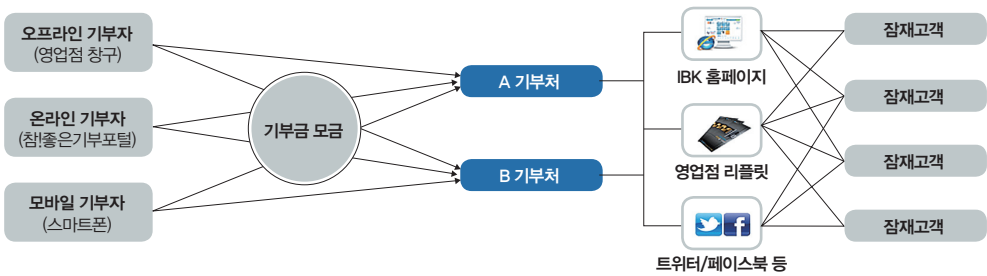 오프라인 기부자
(영업점 창구)
온라인 기부자
(참!좋은기부포털)
모바일 기부자
(스마트폰)
기부금 모금
A 기부처
B 기부처
IBK 홈페이지
영업점 리플릿
트위터/페이스북 등
잠재고객
잠재고객
잠재고객
잠재고객